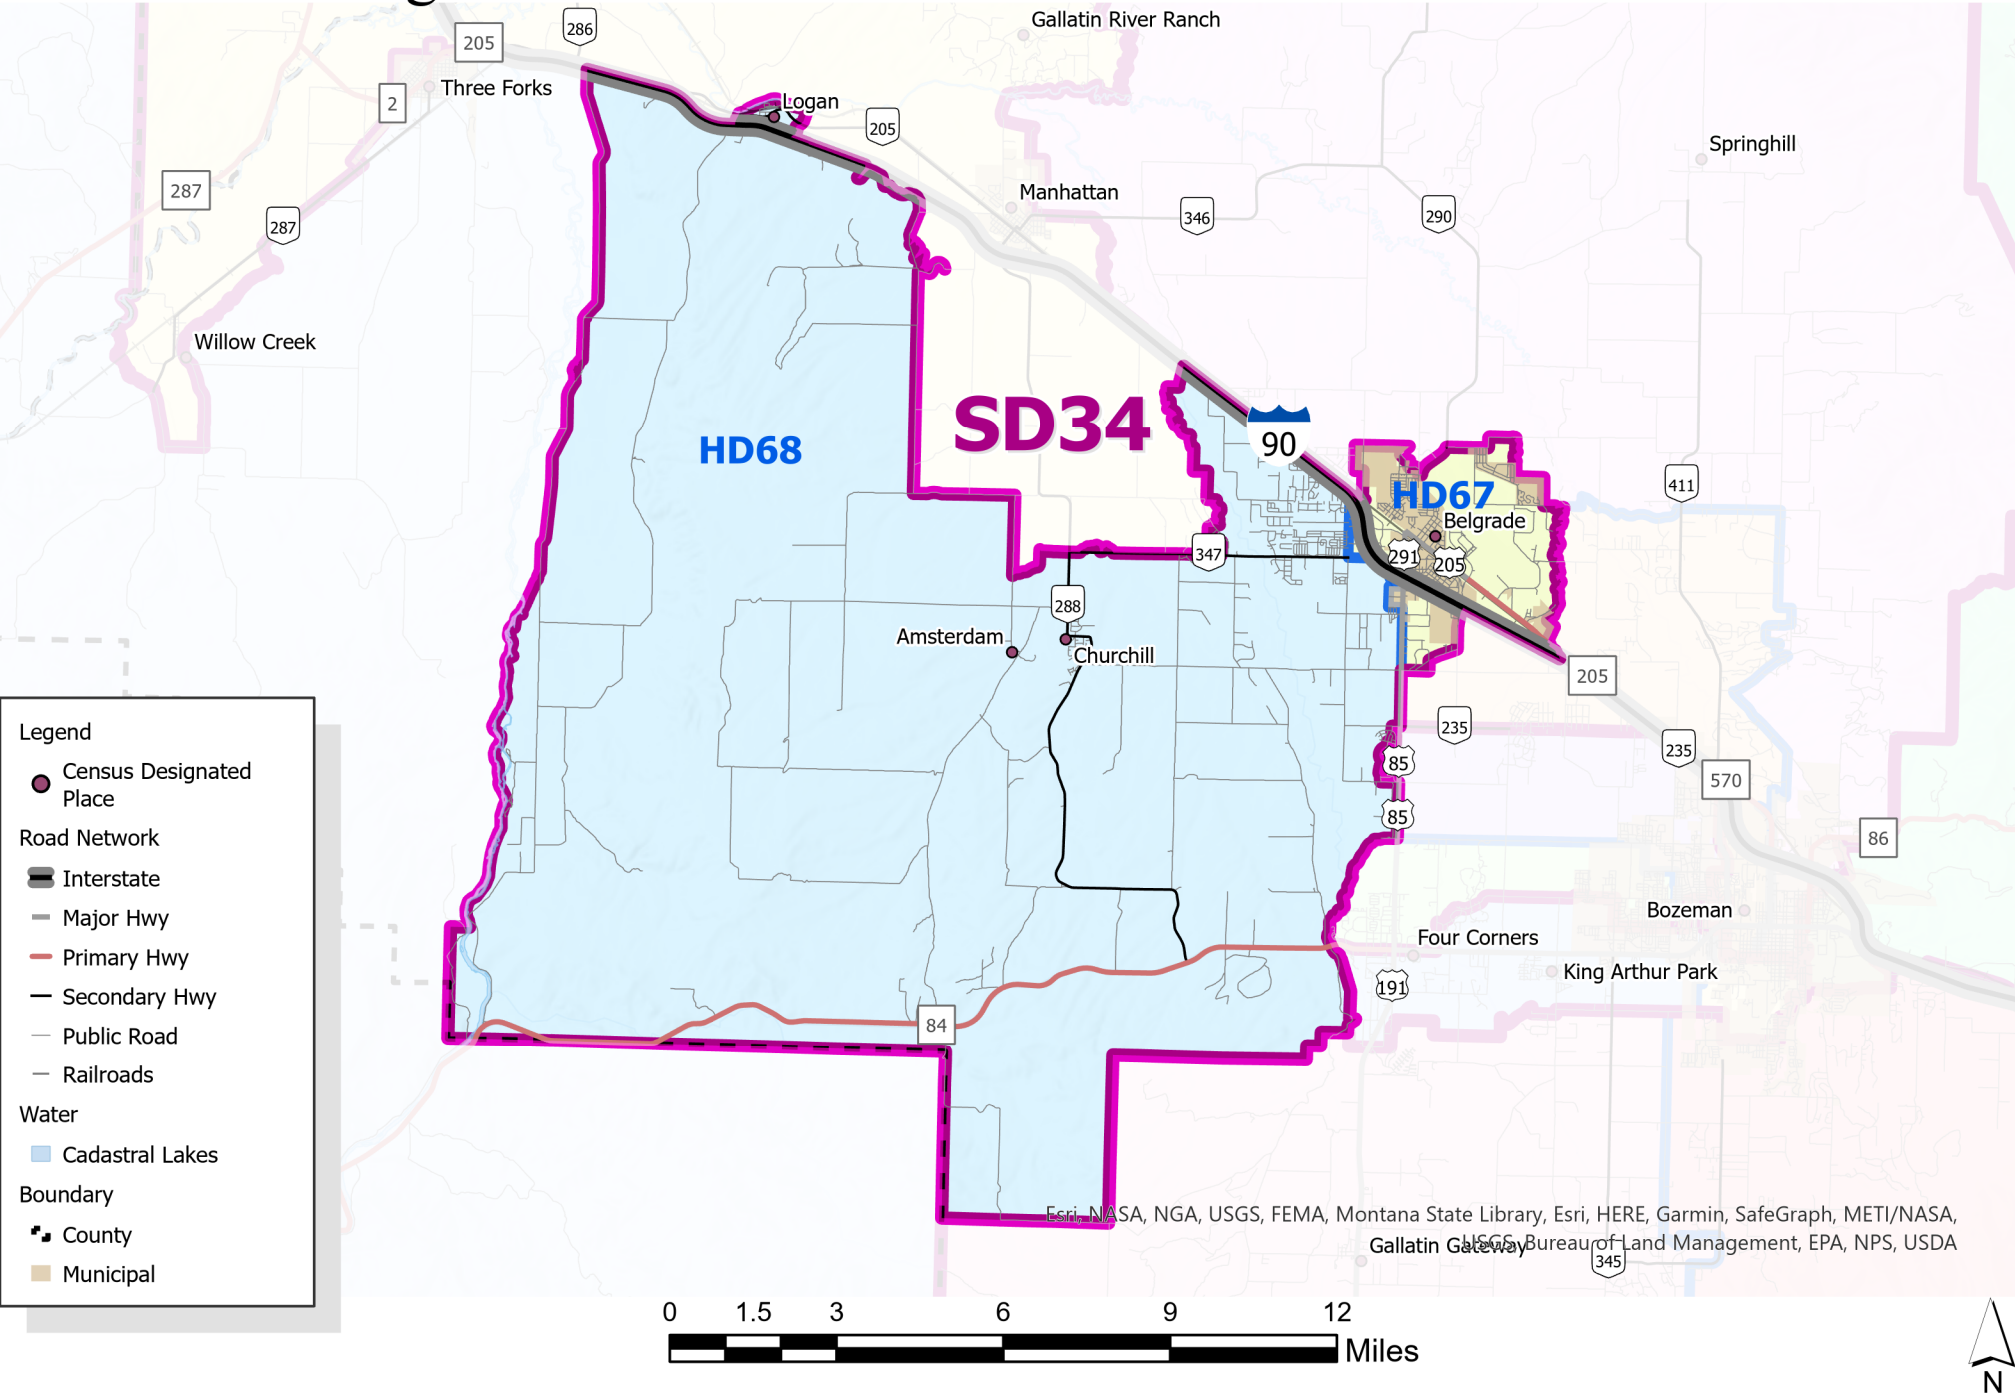 Gallatin River Ranch
286
205
Three Forks
2
Logan
205
Springhill
287
Manhattan
287
346
290
Willow Creek
SD34
HD68
90
411
HD67
Belgrade
347
291
205
288
Amsterdam
Churchill
205
235
235
85
570
85
86
Bozeman
Four Corners
King Arthur Park
191
84
Legend
Census Designated
Place
Road Network
Interstate
Major Hwy
Primary Hwy
Secondary Hwy
Public Road
Railroads
Water
Cadastral Lakes
Boundary
County
Municipal
Esri, NASA, NGA, USGS, FEMA, Montana State Library, Esri, HERE, Garmin, SafeGraph, METI/NASA,
USGS, Bureau of Land Management, EPA, NPS, USDA
Gallatin Gateway
345
0 1.5 3 6 9 12
Miles
N